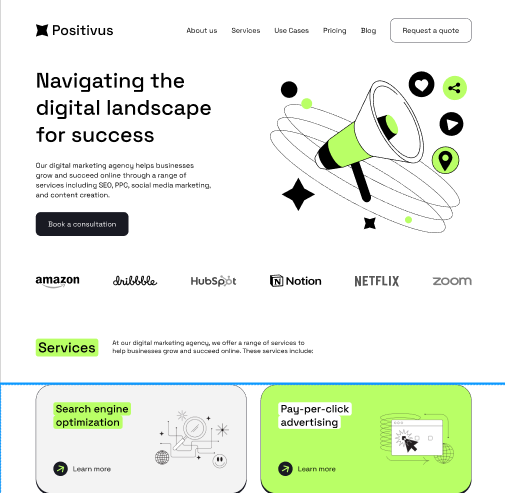 Positivus
About us
Services
Use Cases
Pricing
Blog
Request a quote
Navigating the
digital landscape
for success
Our digital marketing agency helps businesses
grow and succeed online through a range of
services including SEO, PPC, social media marketing,
and content creation.
Book a consultation
amazon
dribbble
HubSpot
Notion
NETFLIX
zoom
Services
At our digital marketing agency, we offer a range of services to
help businesses grow and succeed online. These services include:
Search engine
optimization
Learn more
Pay-per-click
advertising
Learn more